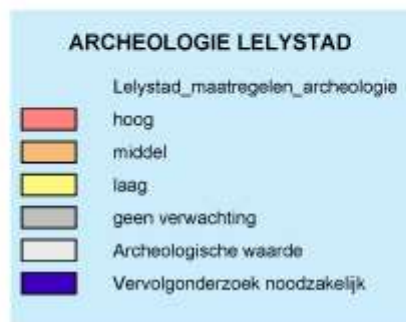 ARCHEOLOGIE LELYSTAD
Lelystad_maatregelen_archeologie
hoog
middel
laag
geen verwachting
Archeologische waarde
Vervolgonderzoek noodzakelijk